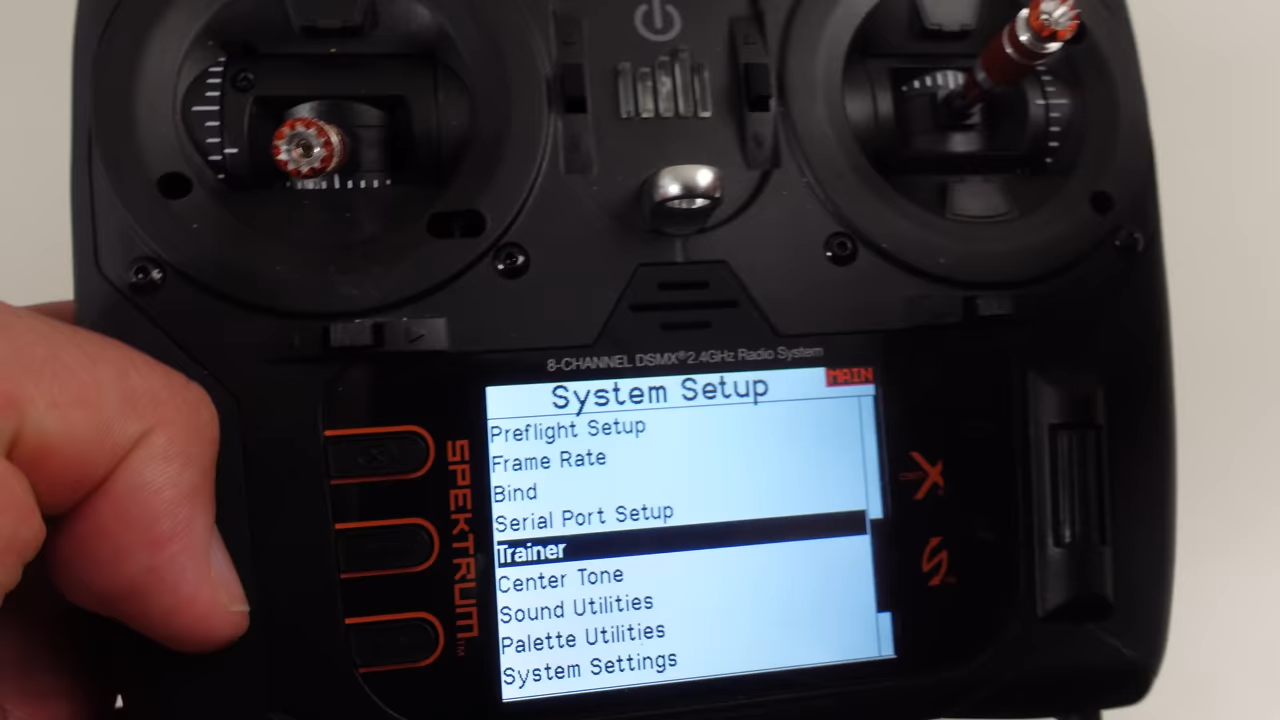 8-CHANNEL DSMX® 2.4GHz Radio System
System Setup
MAIN
Preflight Setup
Frame Rate
Bind
Serial Port Setup
Trainer
Center Tone
Sound Utilities
Palette Utilities
System Settings
SPEKTRUM™